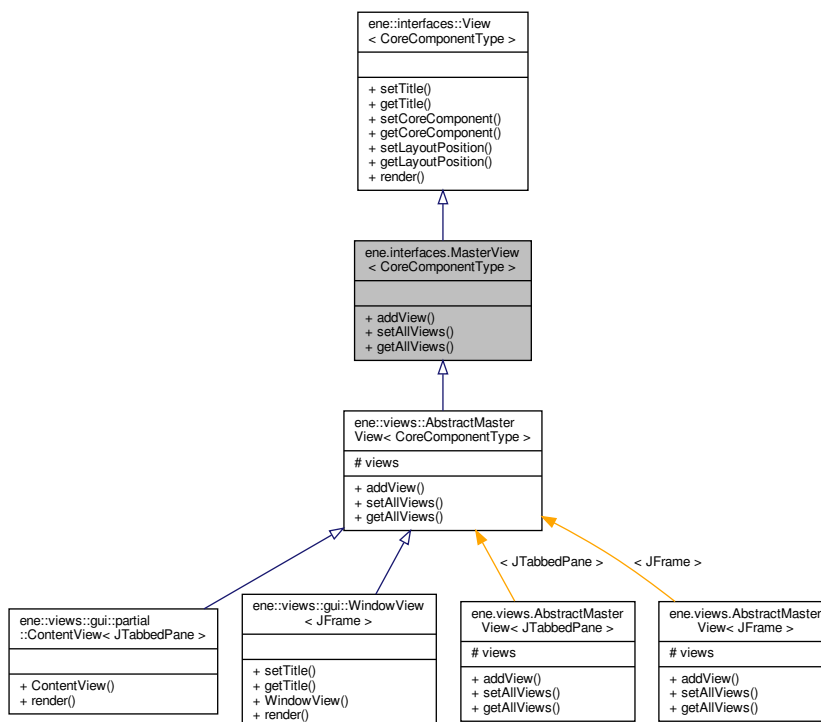 ene::interfaces::View
< CoreComponentType >
+ setTitle()
+ getTitle()
+ setCoreComponent()
+ getCoreComponent()
+ setLayoutPosition()
+ getLayoutPosition()
+ render()
ene.interfaces.MasterView
< CoreComponentType >
+ addView()
+ setAllViews()
+ getAllViews()
ene::views::AbstractMaster
View< CoreComponentType >
# views
+ addView()
+ setAllViews()
+ getAllViews()
< JTabbedPane >
< JFrame >
ene::views::gui::partial
::ContentView< JTabbedPane >
+ ContentView()
+ render()
ene::views::gui::WindowView
< JFrame >
+ setTitle()
+ getTitle()
+ WindowView()
+ render()
ene.views.AbstractMaster
View< JTabbedPane >
# views
+ addView()
+ setAllViews()
+ getAllViews()
ene.views.AbstractMaster
View< JFrame >
# views
+ addView()
+ setAllViews()
+ getAllViews()